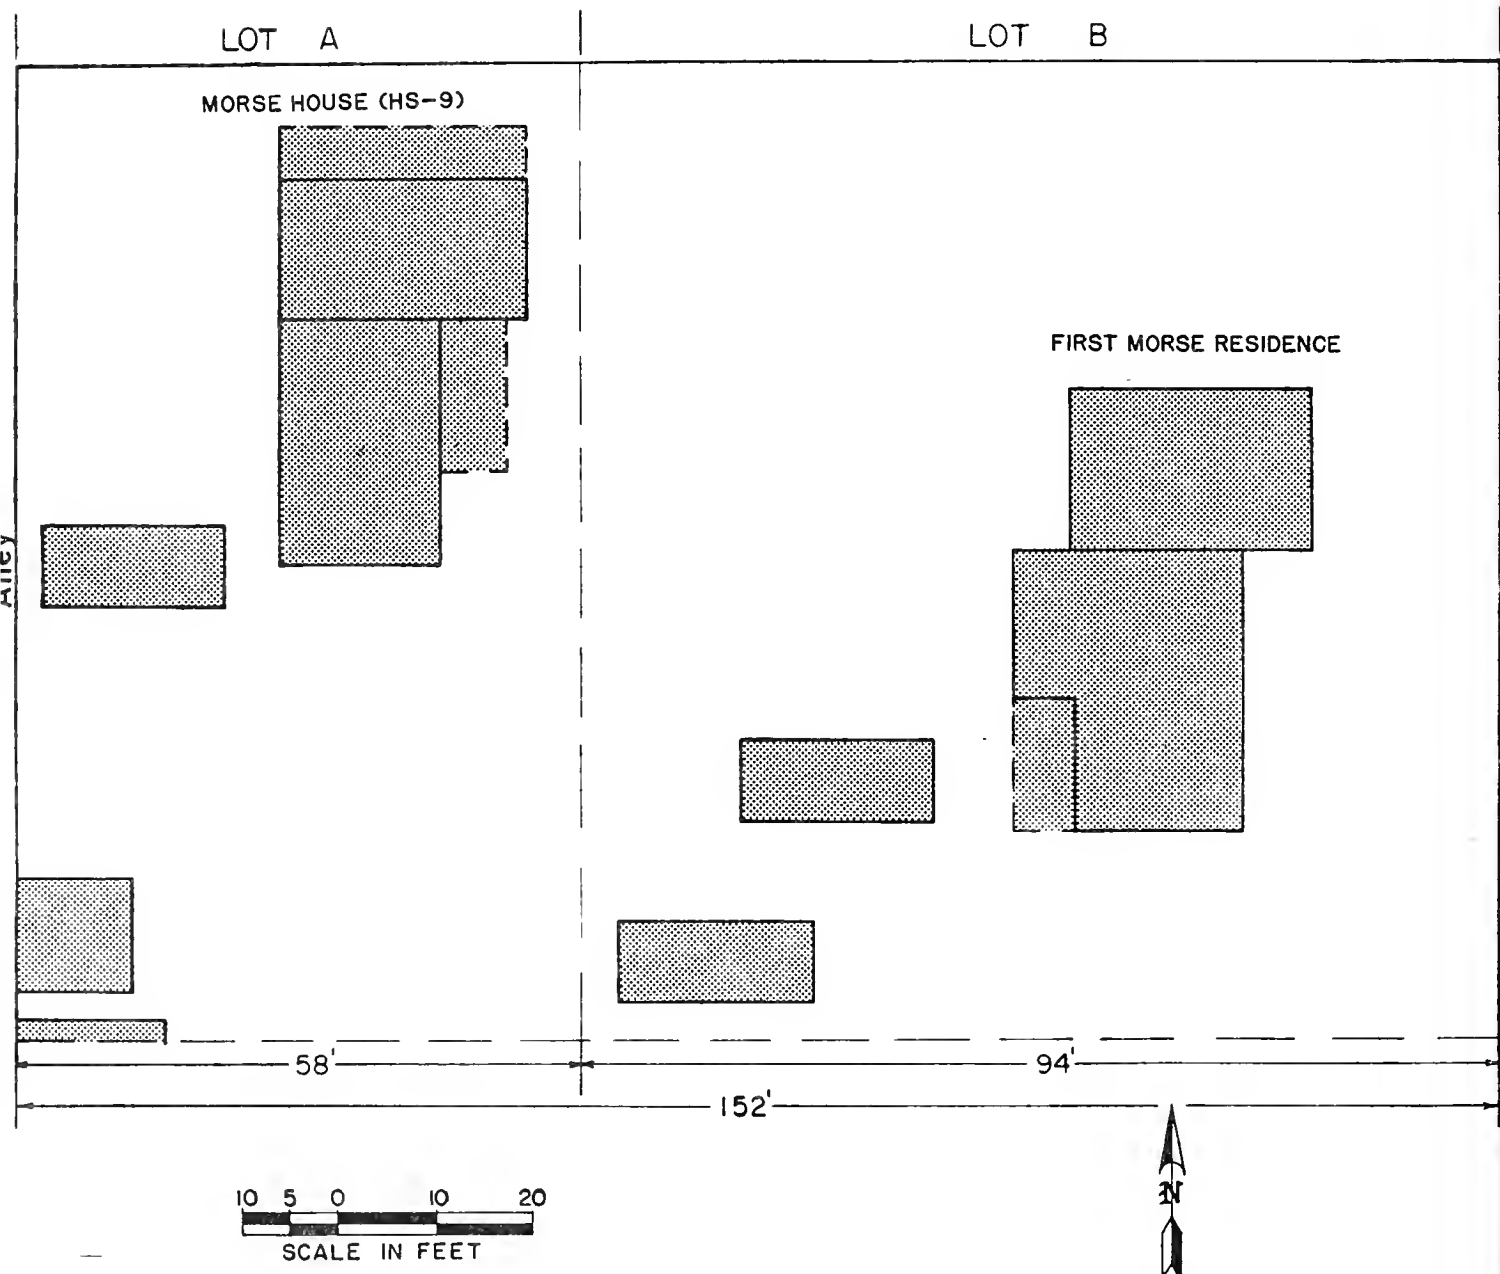 LOT A
LOT B
MORSE HOUSE (HS-9)
FIRST MORSE RESIDENCE
Alley
58'
94'
152'
10 5 0 10 20
SCALE IN FEET
N